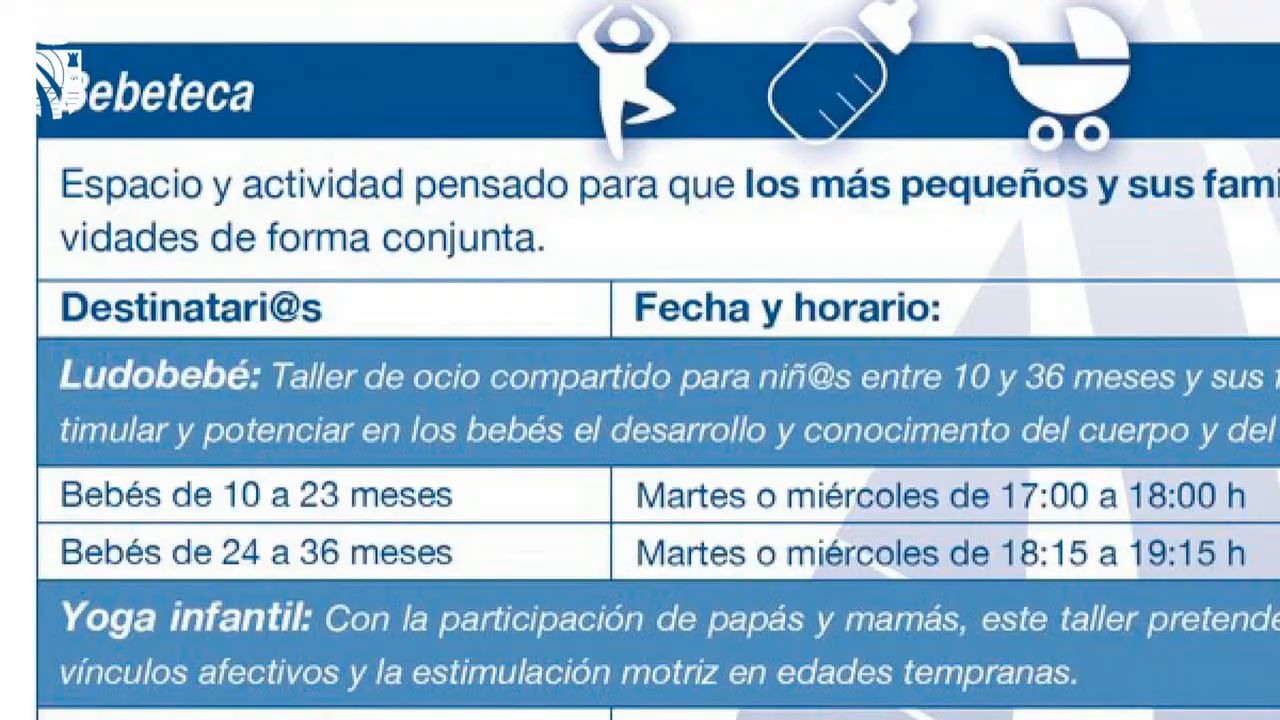 Bebeteca
Espacio y actividad pensado para que los más pequeños y sus
vidades de forma conjunta.
Destinatari@s
Fecha y horario:
Ludobebé: Taller de ocio compartido para niñ@s entre 10 y 36 meses y sus
timular y potenciar en los bebés el desarrollo y conocimento del cuerpo y del
Bebés de 10 a 23 meses
Martes o miércoles de 17:00 a 18:00 h
Bebés de 24 a 36 meses
Martes o miércoles de 18:15 a 19:15 h
Yoga infantil: Con la participación de papás y mamás, este taller pretende
vínculos afectivos y la estimulación motriz en edades tempranas.